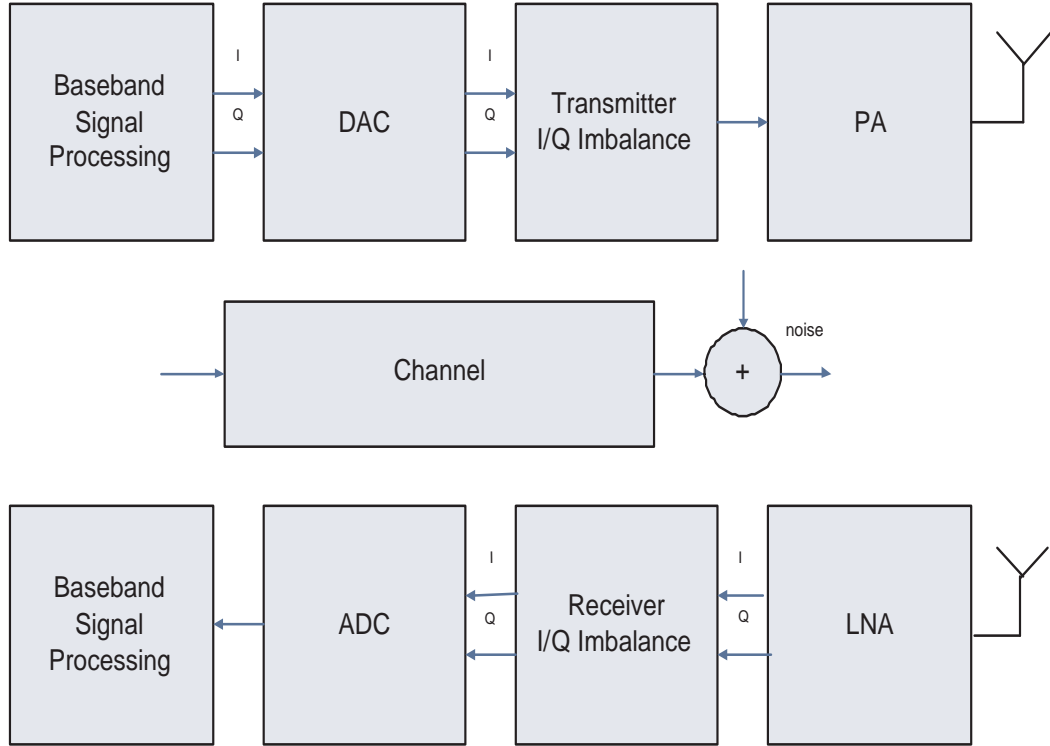 I
I
Baseband
Signal
Processing
Q
DAC
Q
Transmitter
I/Q Imbalance
PA
noise
Channel
+
I
I
Baseband
Signal
Processing
ADC
Q
Receiver
I/Q Imbalance
Q
LNA